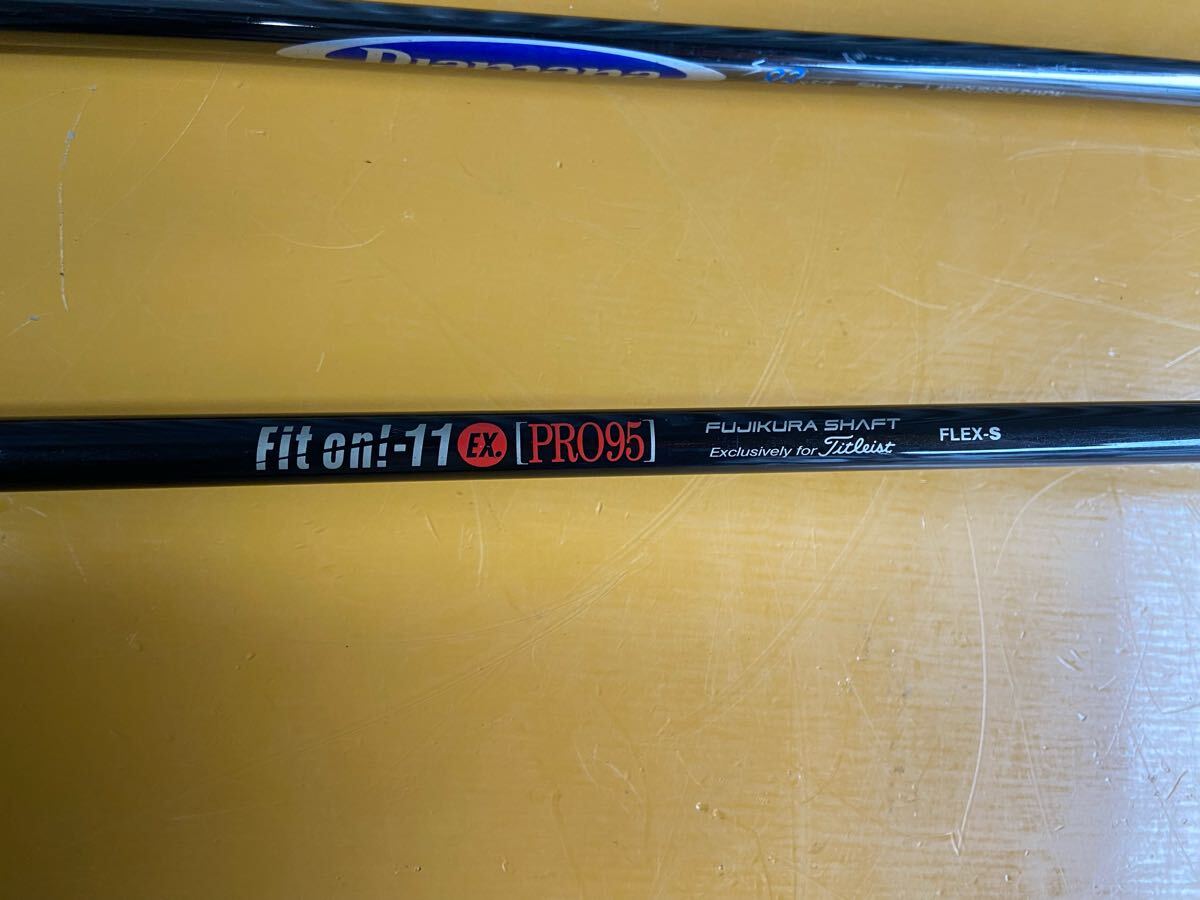 Diamana
Fit on!-11 EX. [PRO95]
FUJIKURA SHAFT
Exclusively for Titleist
FLEX-S